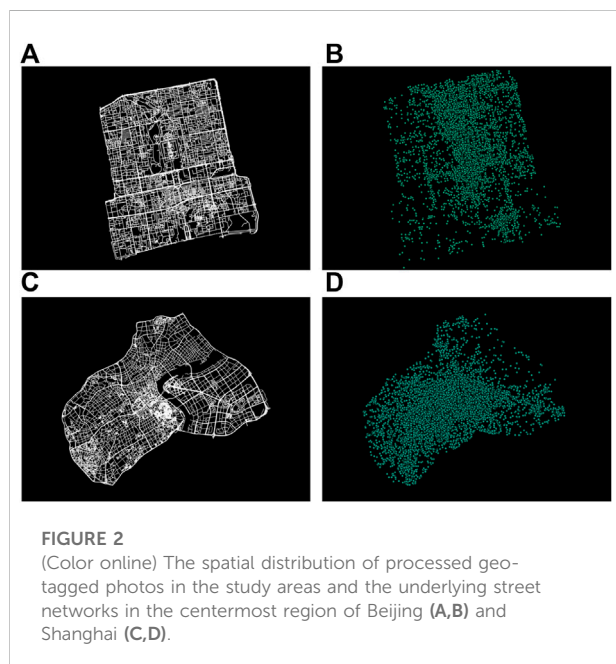 A
B
C
D
FIGURE 2
(Color online) The spatial distribution of processed geo-
tagged photos in the study areas and the underlying street
networks in the centermost region of Beijing (A,B) and
Shanghai (C,D).